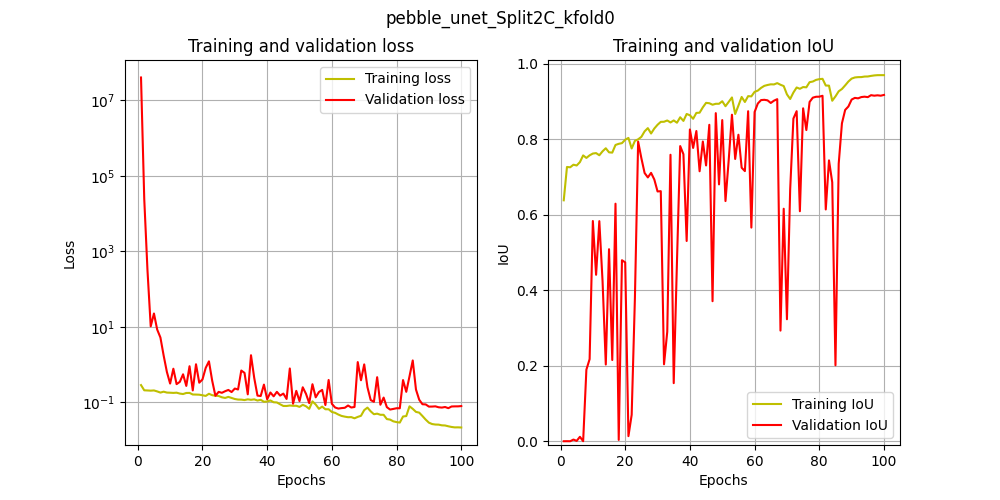 pebble_unet_Split2C_kfold0
Training and validation loss
Training loss
Validation loss
10^7
10^5
10^3
10^1
10^-1
Loss
0 20 40 60 80 100
Epochs
Training and validation IoU
1.0
0.8
0.6
0.4
0.2
0.0
IoU
Training IoU
Validation IoU
0 20 40 60 80 100
Epochs